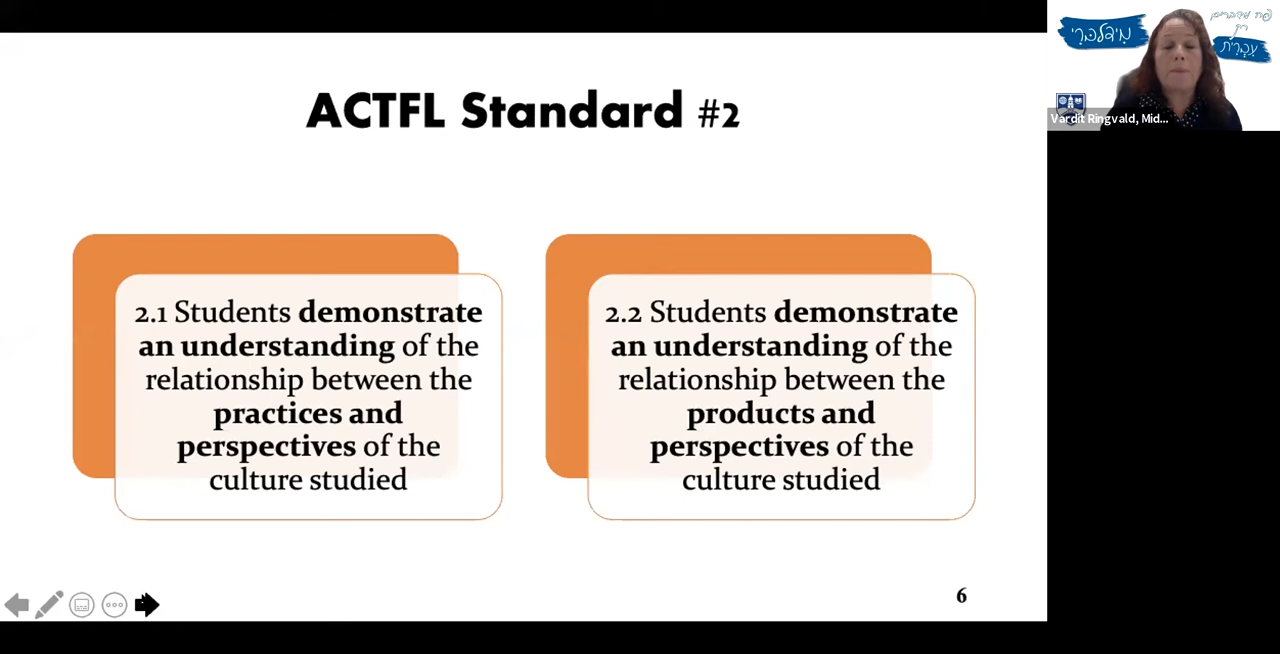 ACTFL Standard #2
2.1 Students demonstrate
an understanding of the
relationship between the
practices and
perspectives of the
culture studied
2.2 Students demonstrate
an understanding of the
relationship between the
products and
perspectives of the
culture studied
6
עִבְרִית
Vardit Ringvald, Mid...